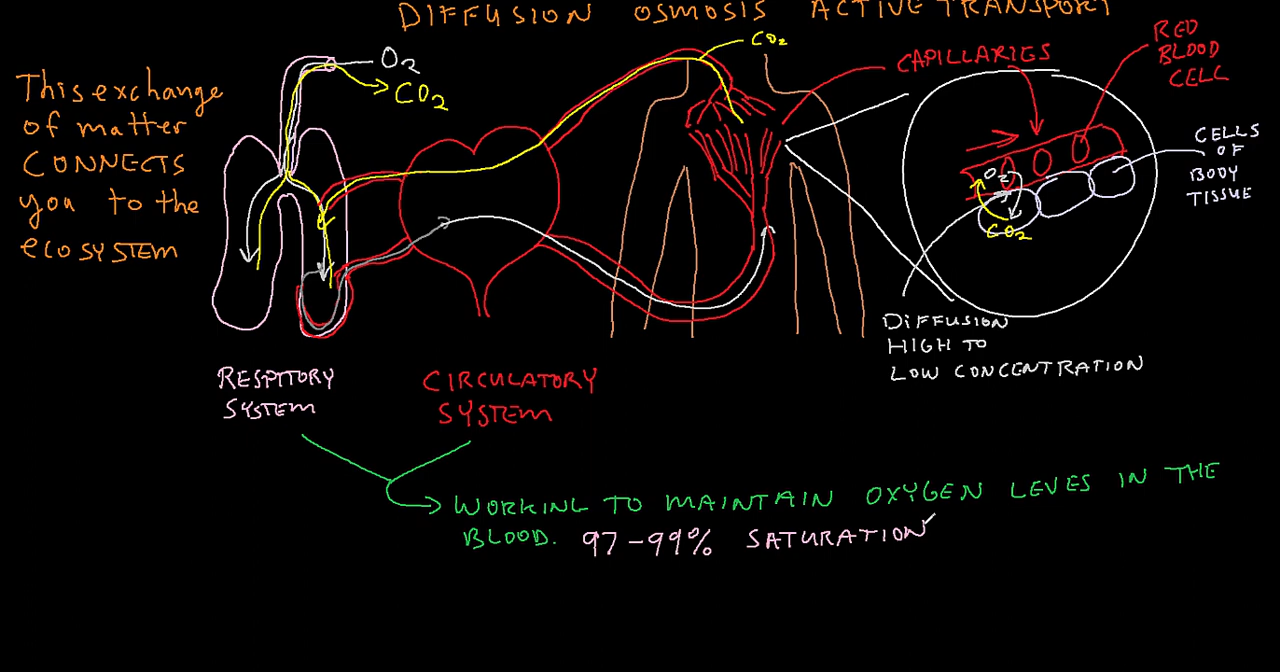 DIFFUSION OSMOSIS ACTIVE TRANSPORT
This exchange
of matter
CONNECTS
you to the
ecosystem
O2
CO2
CO2
CAPILLARIES
RED
BLOOD
CELL
CELLS
OF
BODY
TISSUE
O2
CO2
DIFFUSION
HIGH TO
LOW CONCENTRATION
RESPITORY
SYSTEM
CIRCULATORY
SYSTEM
WORKING TO MAINTAIN OXYGEN LEVES IN THE
BLOOD. 97-99% SATURATION